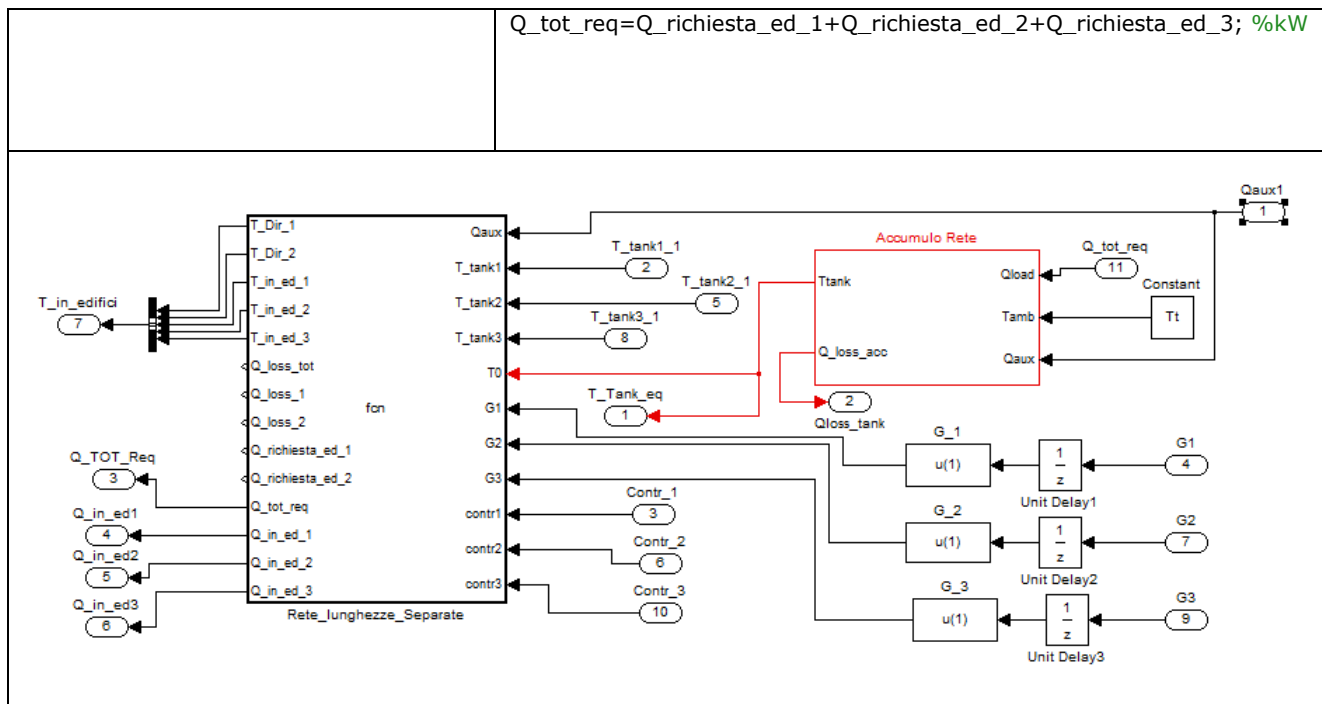 Q_tot_req=Q_richiesta_ed_1+Q_richiesta_ed_2+Q_richiesta_ed_3; %kW
Qaux1
1
T_Dir_1
T_Dir_2
T_in_ed_1
T_in_ed_2
T_in_ed_3
Q_loss_tot
Q_loss_1
Q_loss_2
Q_richiesta_ed_1
Q_richiesta_ed_2
Q_tot_req
Q_in_ed_1
Q_in_ed_2
Q_in_ed_3
fcn
Qaux
T_tank1
T_tank2
T_tank3
T0
G1
G2
G3
contr1
contr2
contr3
Rete_lunghezze_Separate
T_in_edifici
7
Q_TOT_Req
3
Q_in_ed1
4
Q_in_ed2
5
Q_in_ed3
6
T_tank1_1
2
T_tank2_1
5
T_tank3_1
8
T_Tank_eq
1
Accumulo Rete
Ttank
Q_loss_acc
Qload
Tamb
Qaux
Q_tot_req
11
Constant
Tt
2
Qloss_tank
G_1
u(1)
1
z
Unit Delay1
G1
4
G_2
u(1)
1
z
Unit Delay2
G2
7
G_3
u(1)
1
z
Unit Delay3
G3
9
Contr_1
3
Contr_2
6
Contr_3
10